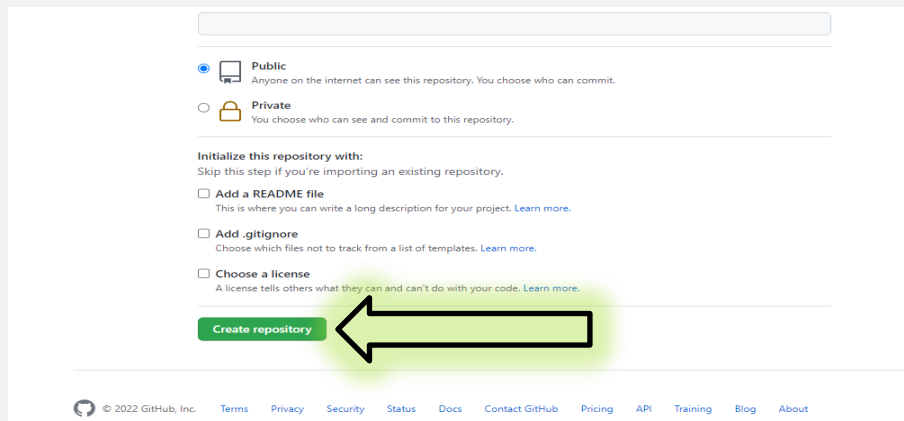 Public
Anyone on the internet can see this repository. You choose who can commit.
Private
You choose who can see and commit to this repository.
Initialize this repository with:
Skip this step if you're importing an existing repository.
Add a README file
This is where you can write a long description for your project. Learn more.
Add .gitignore
Choose which files not to track from a list of templates. Learn more.
Choose a license
A license tells others what they can and can't do with your code. Learn more.
Create repository
© 2022 GitHub, Inc. Terms Privacy Security Status Docs Contact GitHub Pricing API Training Blog About